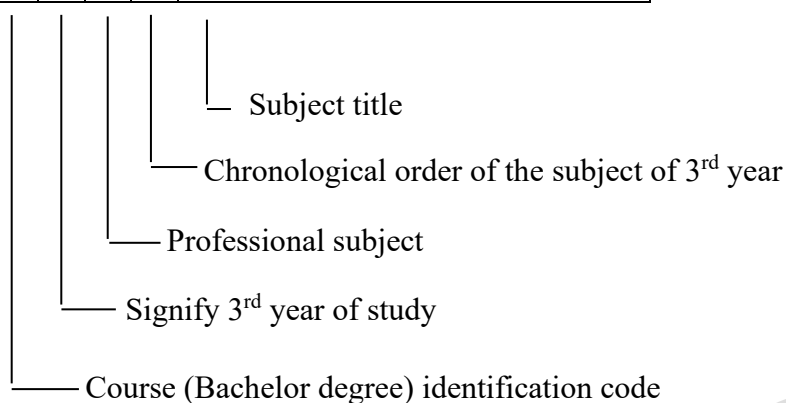 Subject title
Chronological order of the subject of 3rd year
Professional subject
Signify 3rd year of study
Course (Bachelor degree) identification code